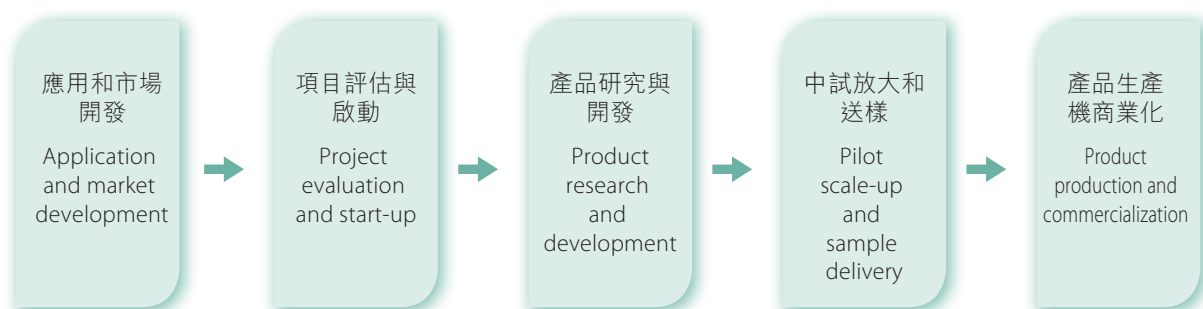 應用和市場
開發
Application
and market
development
項目評估與
啟動
Project
evaluation
and start-up
產品研究與
開發
Product
research
and
development
中試放大和
送樣
Pilot
scale-up
and
sample
delivery
產品生產
機商業化
Product
production and
commercialization